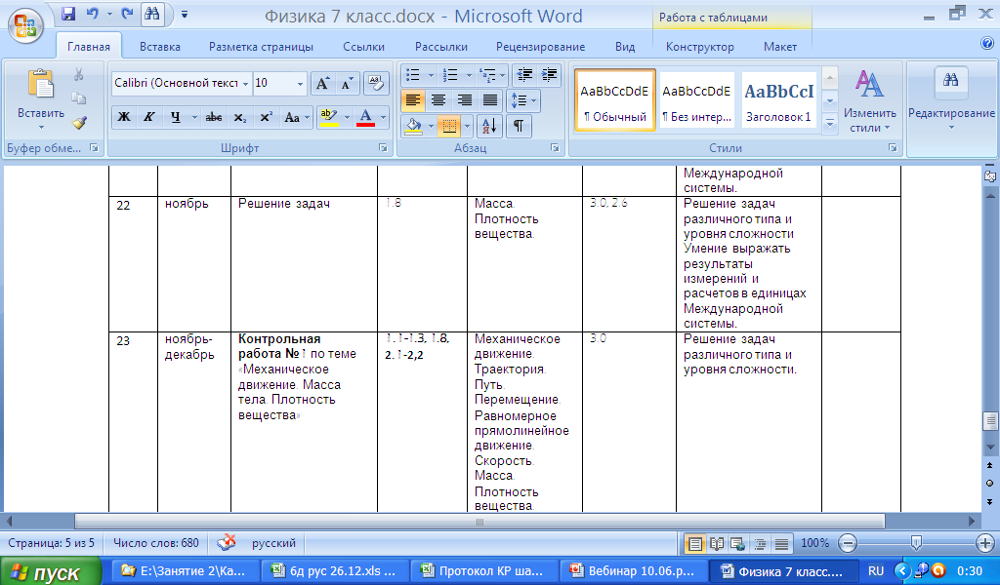 Физика 7 класс.docx - Microsoft Word
Работа с таблицами
Главная Вставка Разметка страницы Ссылки Рассылки Рецензирование Вид Конструктор Макет
Вставить
Буфер обме...
Calibri (Основной текст 10
Ж К Ч abc x₂ x² Aa
Шрифт
Абзац
AaBbCcDdE AaBbCcDdE AaBbCcI
¶ Обычный ¶ Без интер... Заголовок 1
Изменить
стили
Стили
Редактирование
Международной
системы.
22 ноябрь Решение задач 1.8 Масса. 3.0, 2.6 Решение задач
Плотность различного типа и
вещества. уровня сложности
Умение выражать
результаты
измерений и
расчетов в единицах
Международной
системы.
23 ноябрь- Контрольная 1.1-1.3, 1.8, Механическое 3.0 Решение задач
декабрь работа №1 по теме 2.1-2,2 движение. различного типа и
«Механическое Траектория. уровня сложности.
движение. Масса Путь.
тела. Плотность Перемещение.
вещества» Равномерное
прямолинейное
движение.
Скорость.
Масса.
Плотность
вещества.
Страница: 5 из 5 Число слов: 680 русский 100%
пуск E:\Занятие 2\Ка... бд рус 26.12.xls ... Протокол КР ша... Вебинар 10.06.р... Физика 7 класс.... RU 0:30